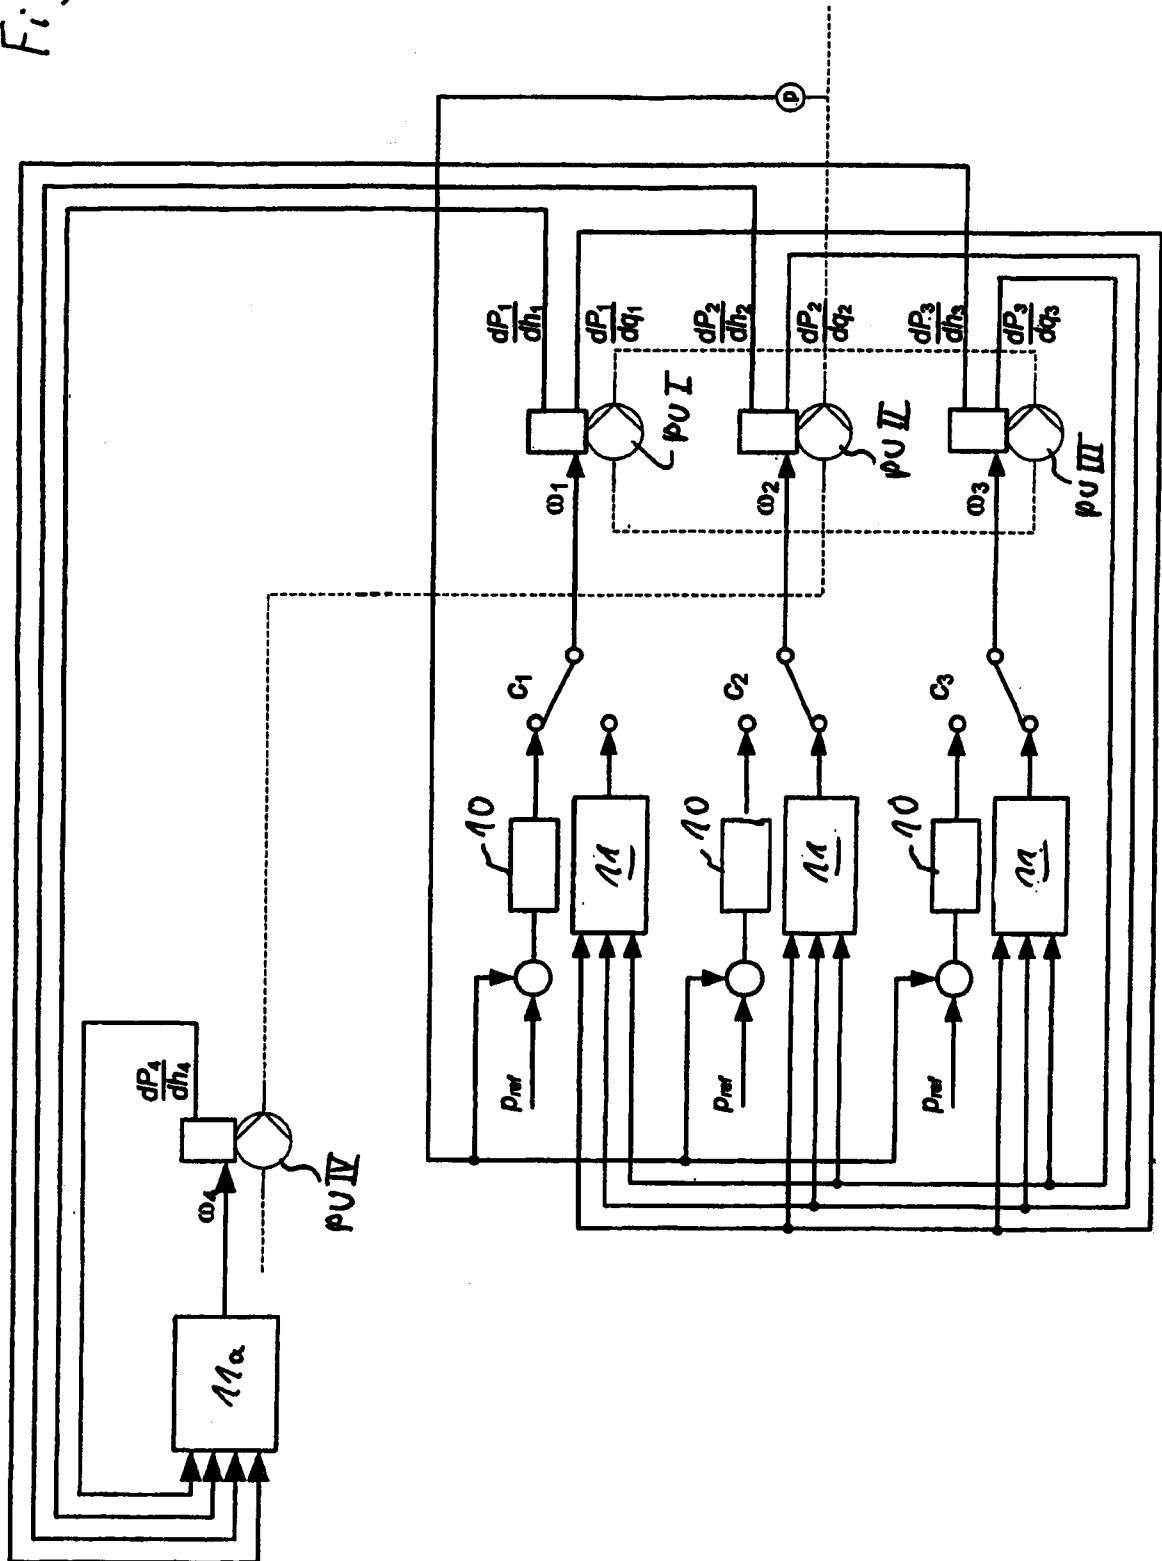 Fi
p
dP1/dh1
dP1/dq1
dP2/dh2
dP2/dq2
dP3/dh3
dP3/dq3
pu I
pu II
pu III
ω1
ω2
ω3
C1
C2
C3
10
10
10
11
11
11
pref
pref
pref
dP4/dh4
ω4
pu IV
11a